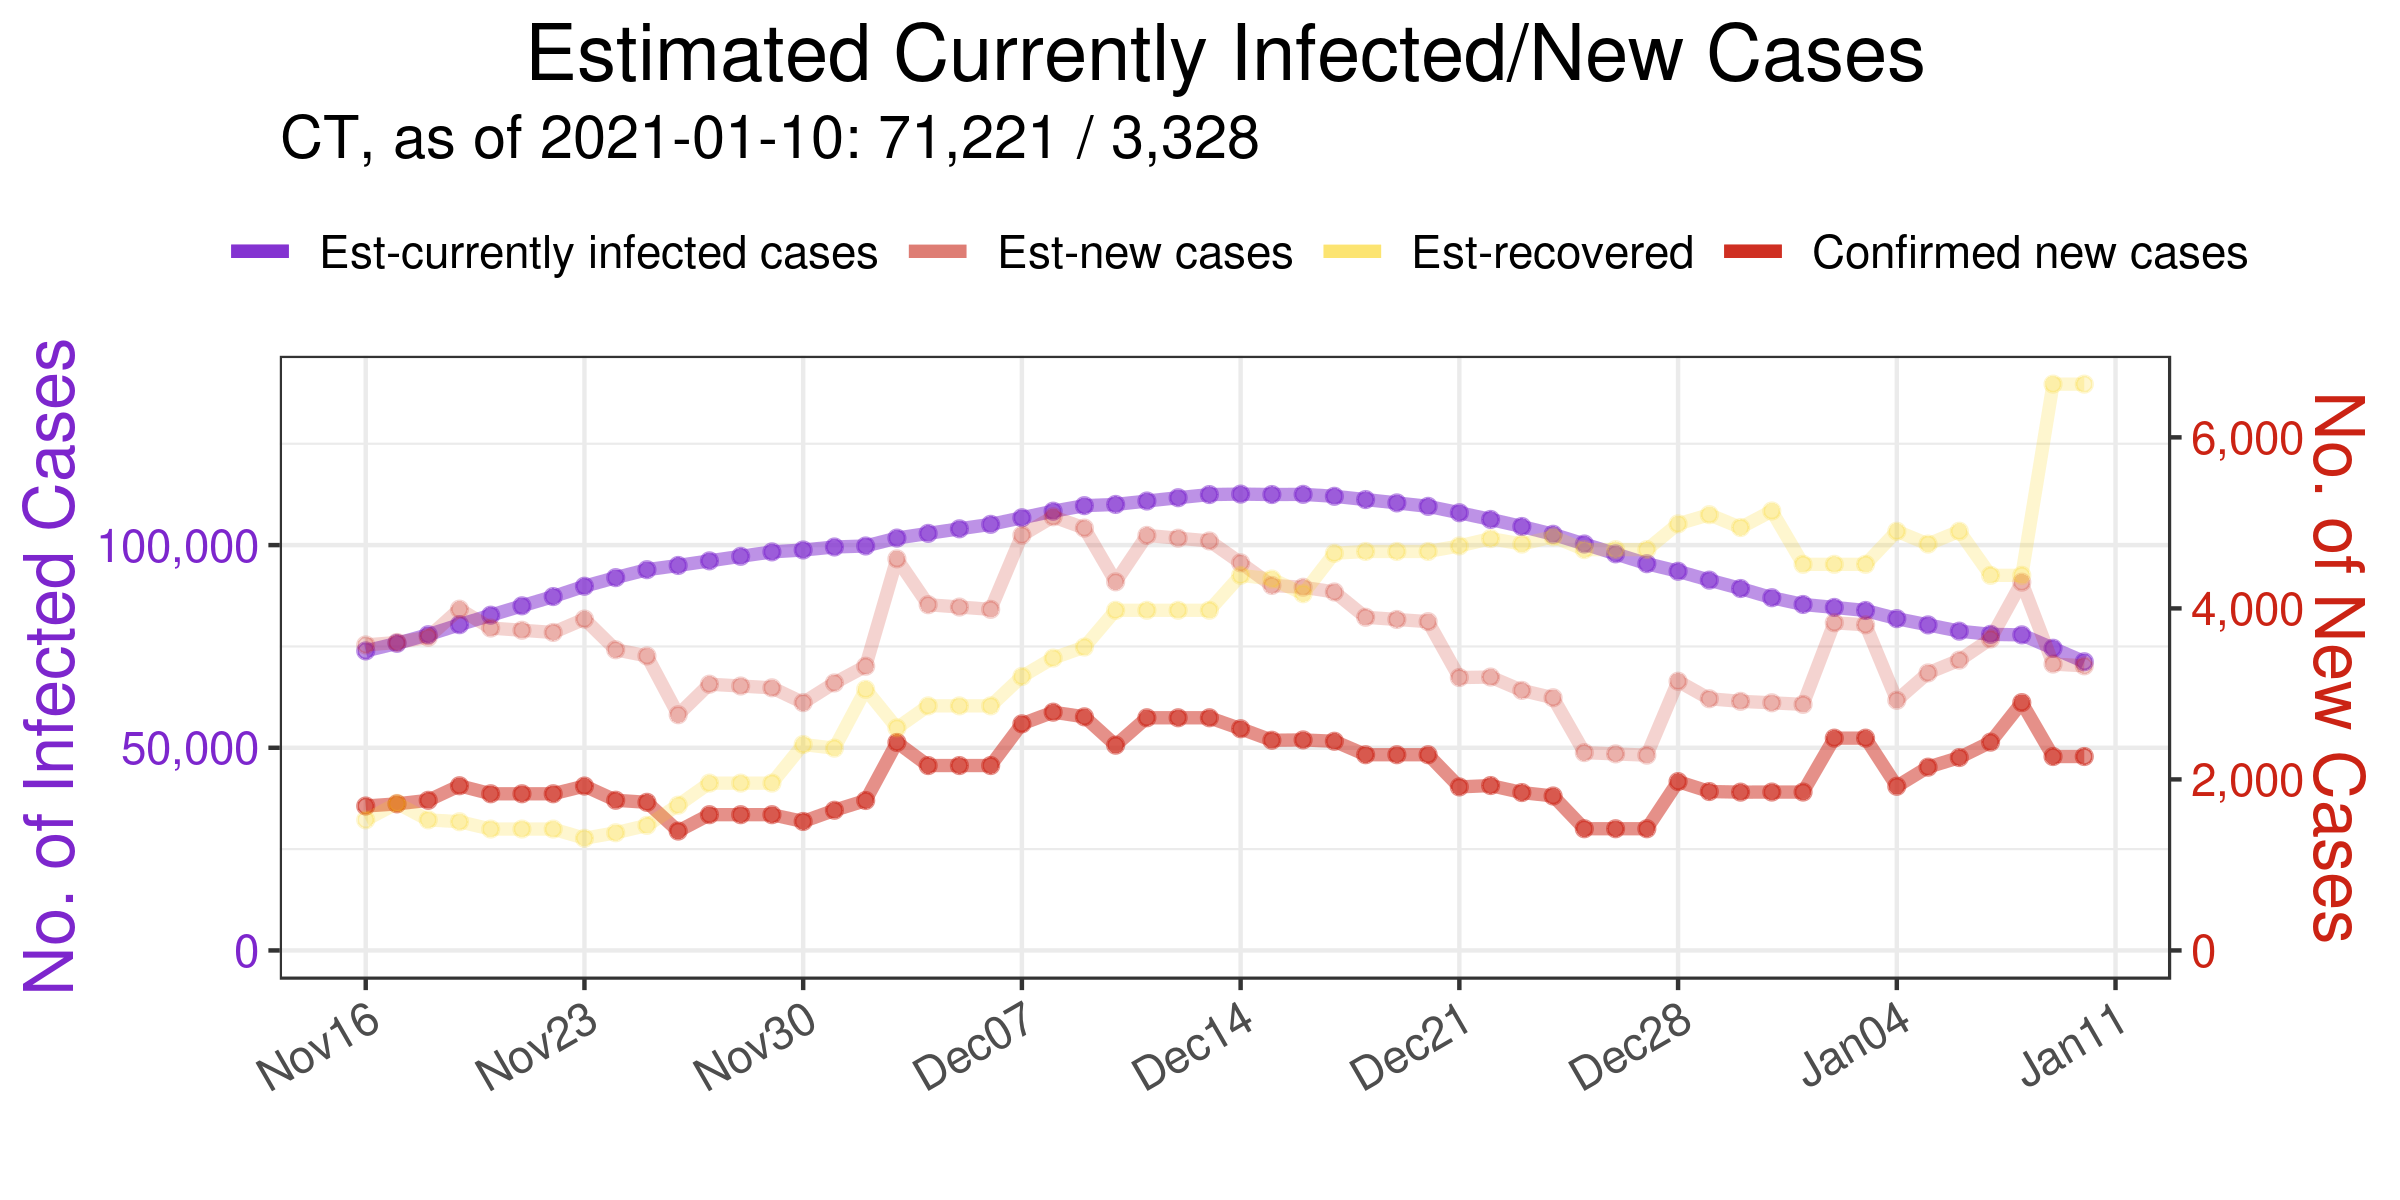 Estimated Currently Infected/New Cases
CT, as of 2021-01-10: 71,221 / 3,328
Est-currently infected cases Est-new cases Est-recovered Confirmed new cases
No. of Infected Cases
100,000
50,000
0
6,000
4,000
2,000
0
No. of New Cases
Nov16 Nov23 Nov30 Dec07 Dec14 Dec21 Dec28 Jan04 Jan11